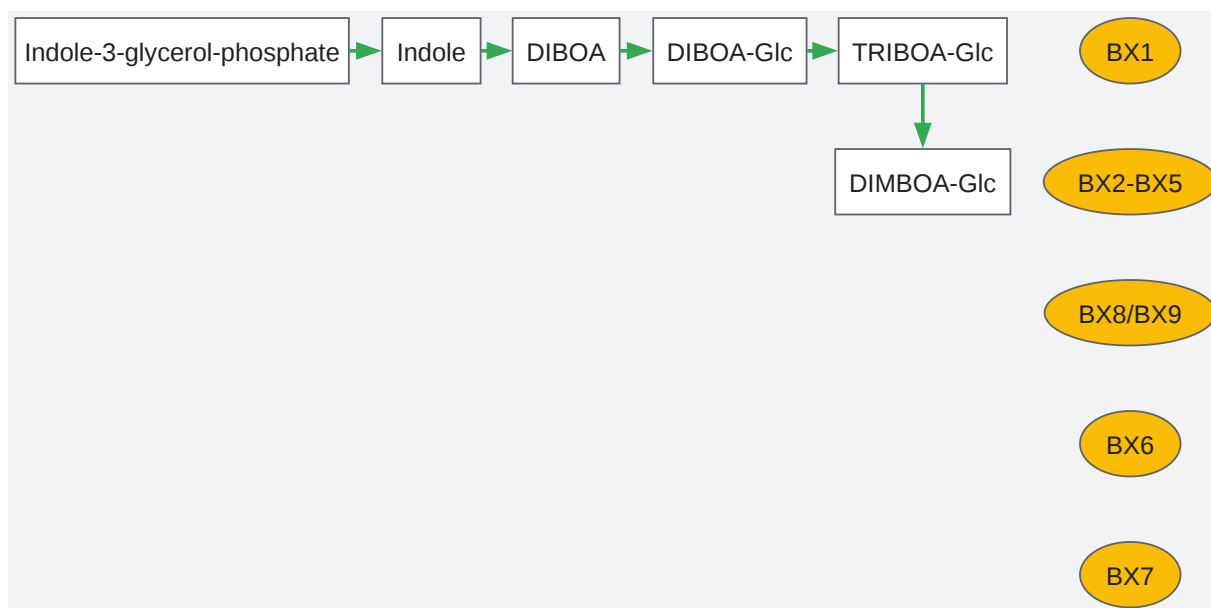 Indole-3-glycerol-phosphate
Indole
DIBOA
DIBOA-Glc
TRIBOA-Glc
BX1
DIMBOA-Glc
BX2-BX5
BX8/BX9
BX6
BX7